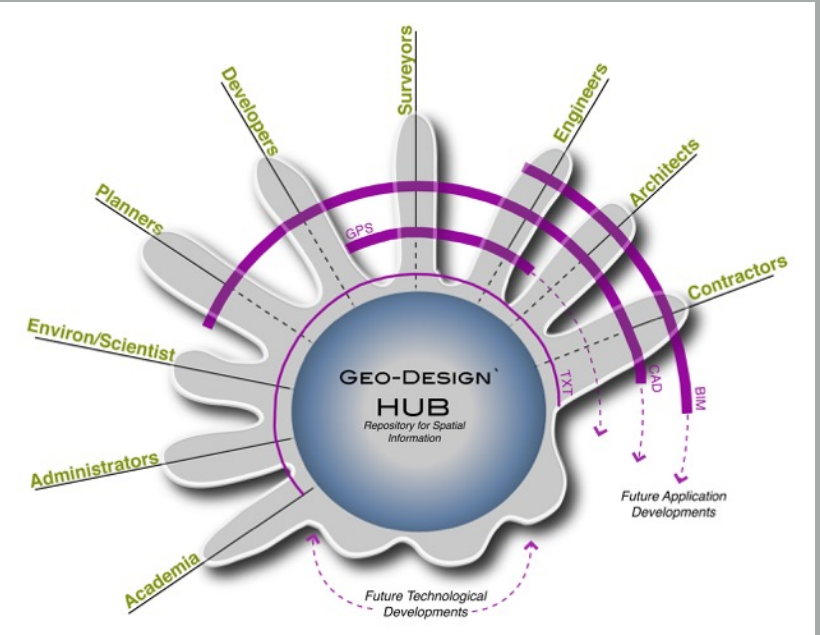 Surveyors
Developers
Engineers
Planners
Architects
GPS
Contractors
Environ/Scientist
GEO-DESIGN`
HUB
Repository for Spatial
Information
TXT
CAD
BIM
Administrators
Future Application
Developments
Academia
Future Technological
Developments